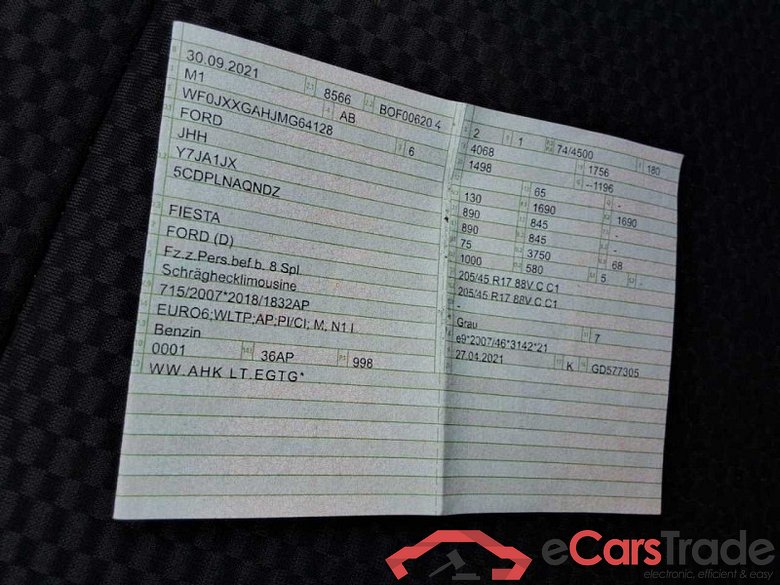 30.09.2021 8566 BOF00620 4
M1 AB
WF0JXXGAHJMG64128 6
FORD
JHH
Y7JA1JX
5CDPLNAQNDZ
FIESTA
FORD (D)
Fz.z.Pers.bef.b. 8 Spl
Schräghecklimousine
715/2007*2018/1832AP
EURO6;WLTP;AP;PI/CI; M, N1 I
Benzin
0001 36AP 998
WW.AHK LT.EGTG*
2 1 74/4500 180
4068 1756
1498 --1196
65 -
130 1690 1690
890 845
890 845 -
75 3750 68
1000 580 5 -
205/45 R17 88V C C1
205/45 R17 88V C C1
-
Grau 7
e9*2007/46*3142*21
27.04.2021 K GD577305
eCarsTrade
electronic, efficient & easy